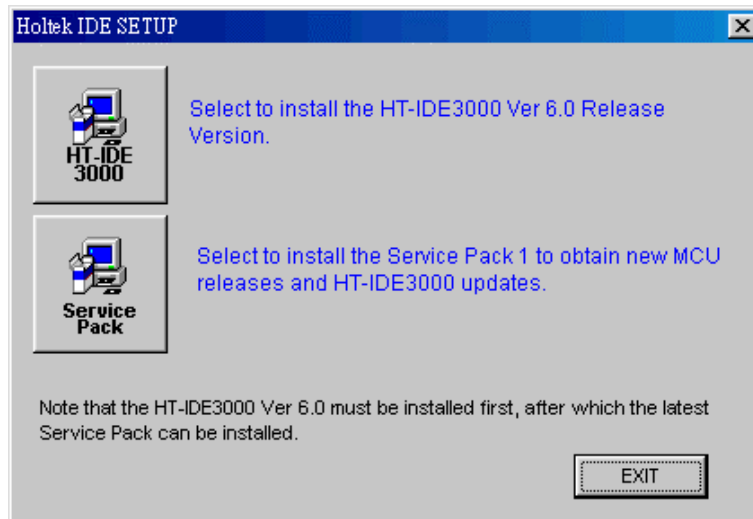 Holtek IDE SETUP
HT-IDE
3000
Select to install the HT-IDE3000 Ver 6.0 Release
Version.
Service
Pack
Select to install the Service Pack 1 to obtain new MCU
releases and HT-IDE3000 updates.
Note that the HT-IDE3000 Ver 6.0 must be installed first, after which the latest
Service Pack can be installed.
EXIT